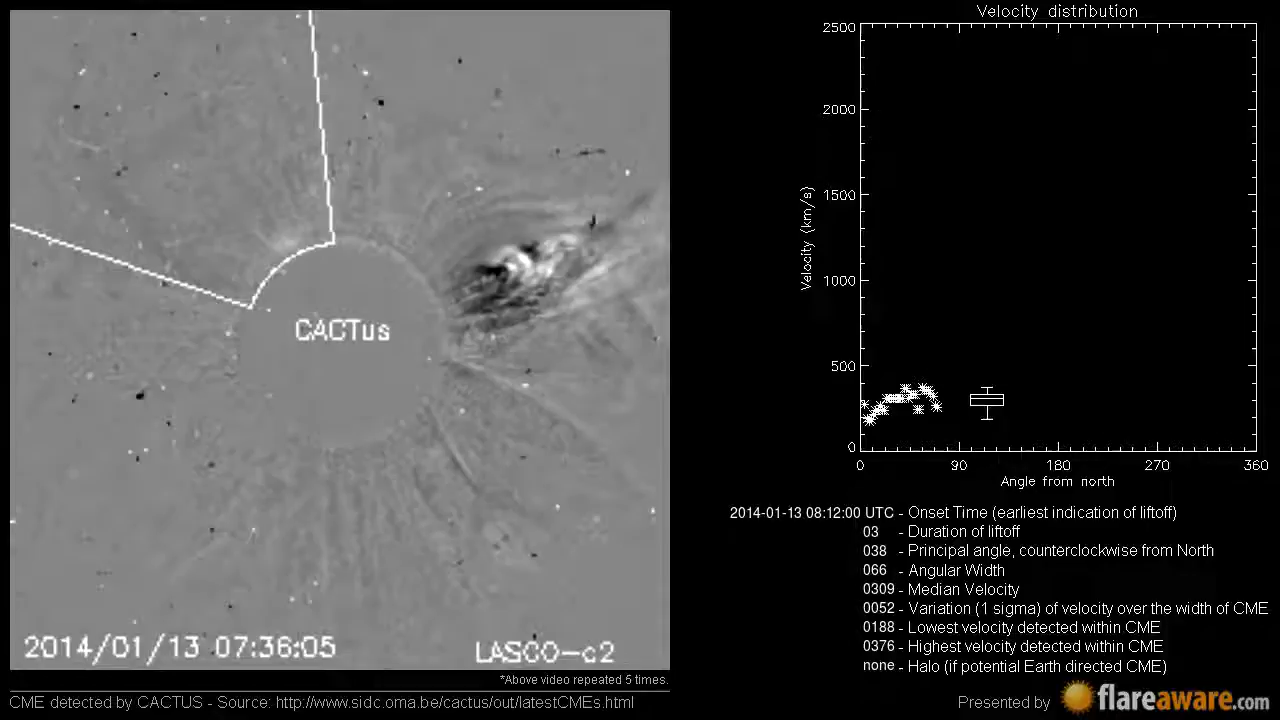 CACTus
2014/01/13 07:36:05
LASCO-c2
*Above video repeated 5 times.
CME detected by CACTUS - Source: http://www.sidc.oma.be/cactus/out/latestCMEs.html
Velocity distribution
2500
2000
1500
1000
500
0
Velocity (km/s)
0 90 180 270 360
Angle from north
2014-01-13 08:12:00 UTC - Onset Time (earliest indication of liftoff)
03 - Duration of liftoff
038 - Principal angle, counterclockwise from North
066 - Angular Width
0309 - Median Velocity
0052 - Variation (1 sigma) of velocity over the width of CME
0188 - Lowest velocity detected within CME
0376 - Highest velocity detected within CME
none - Halo (if potential Earth directed CME)
Presented by flareaware.com